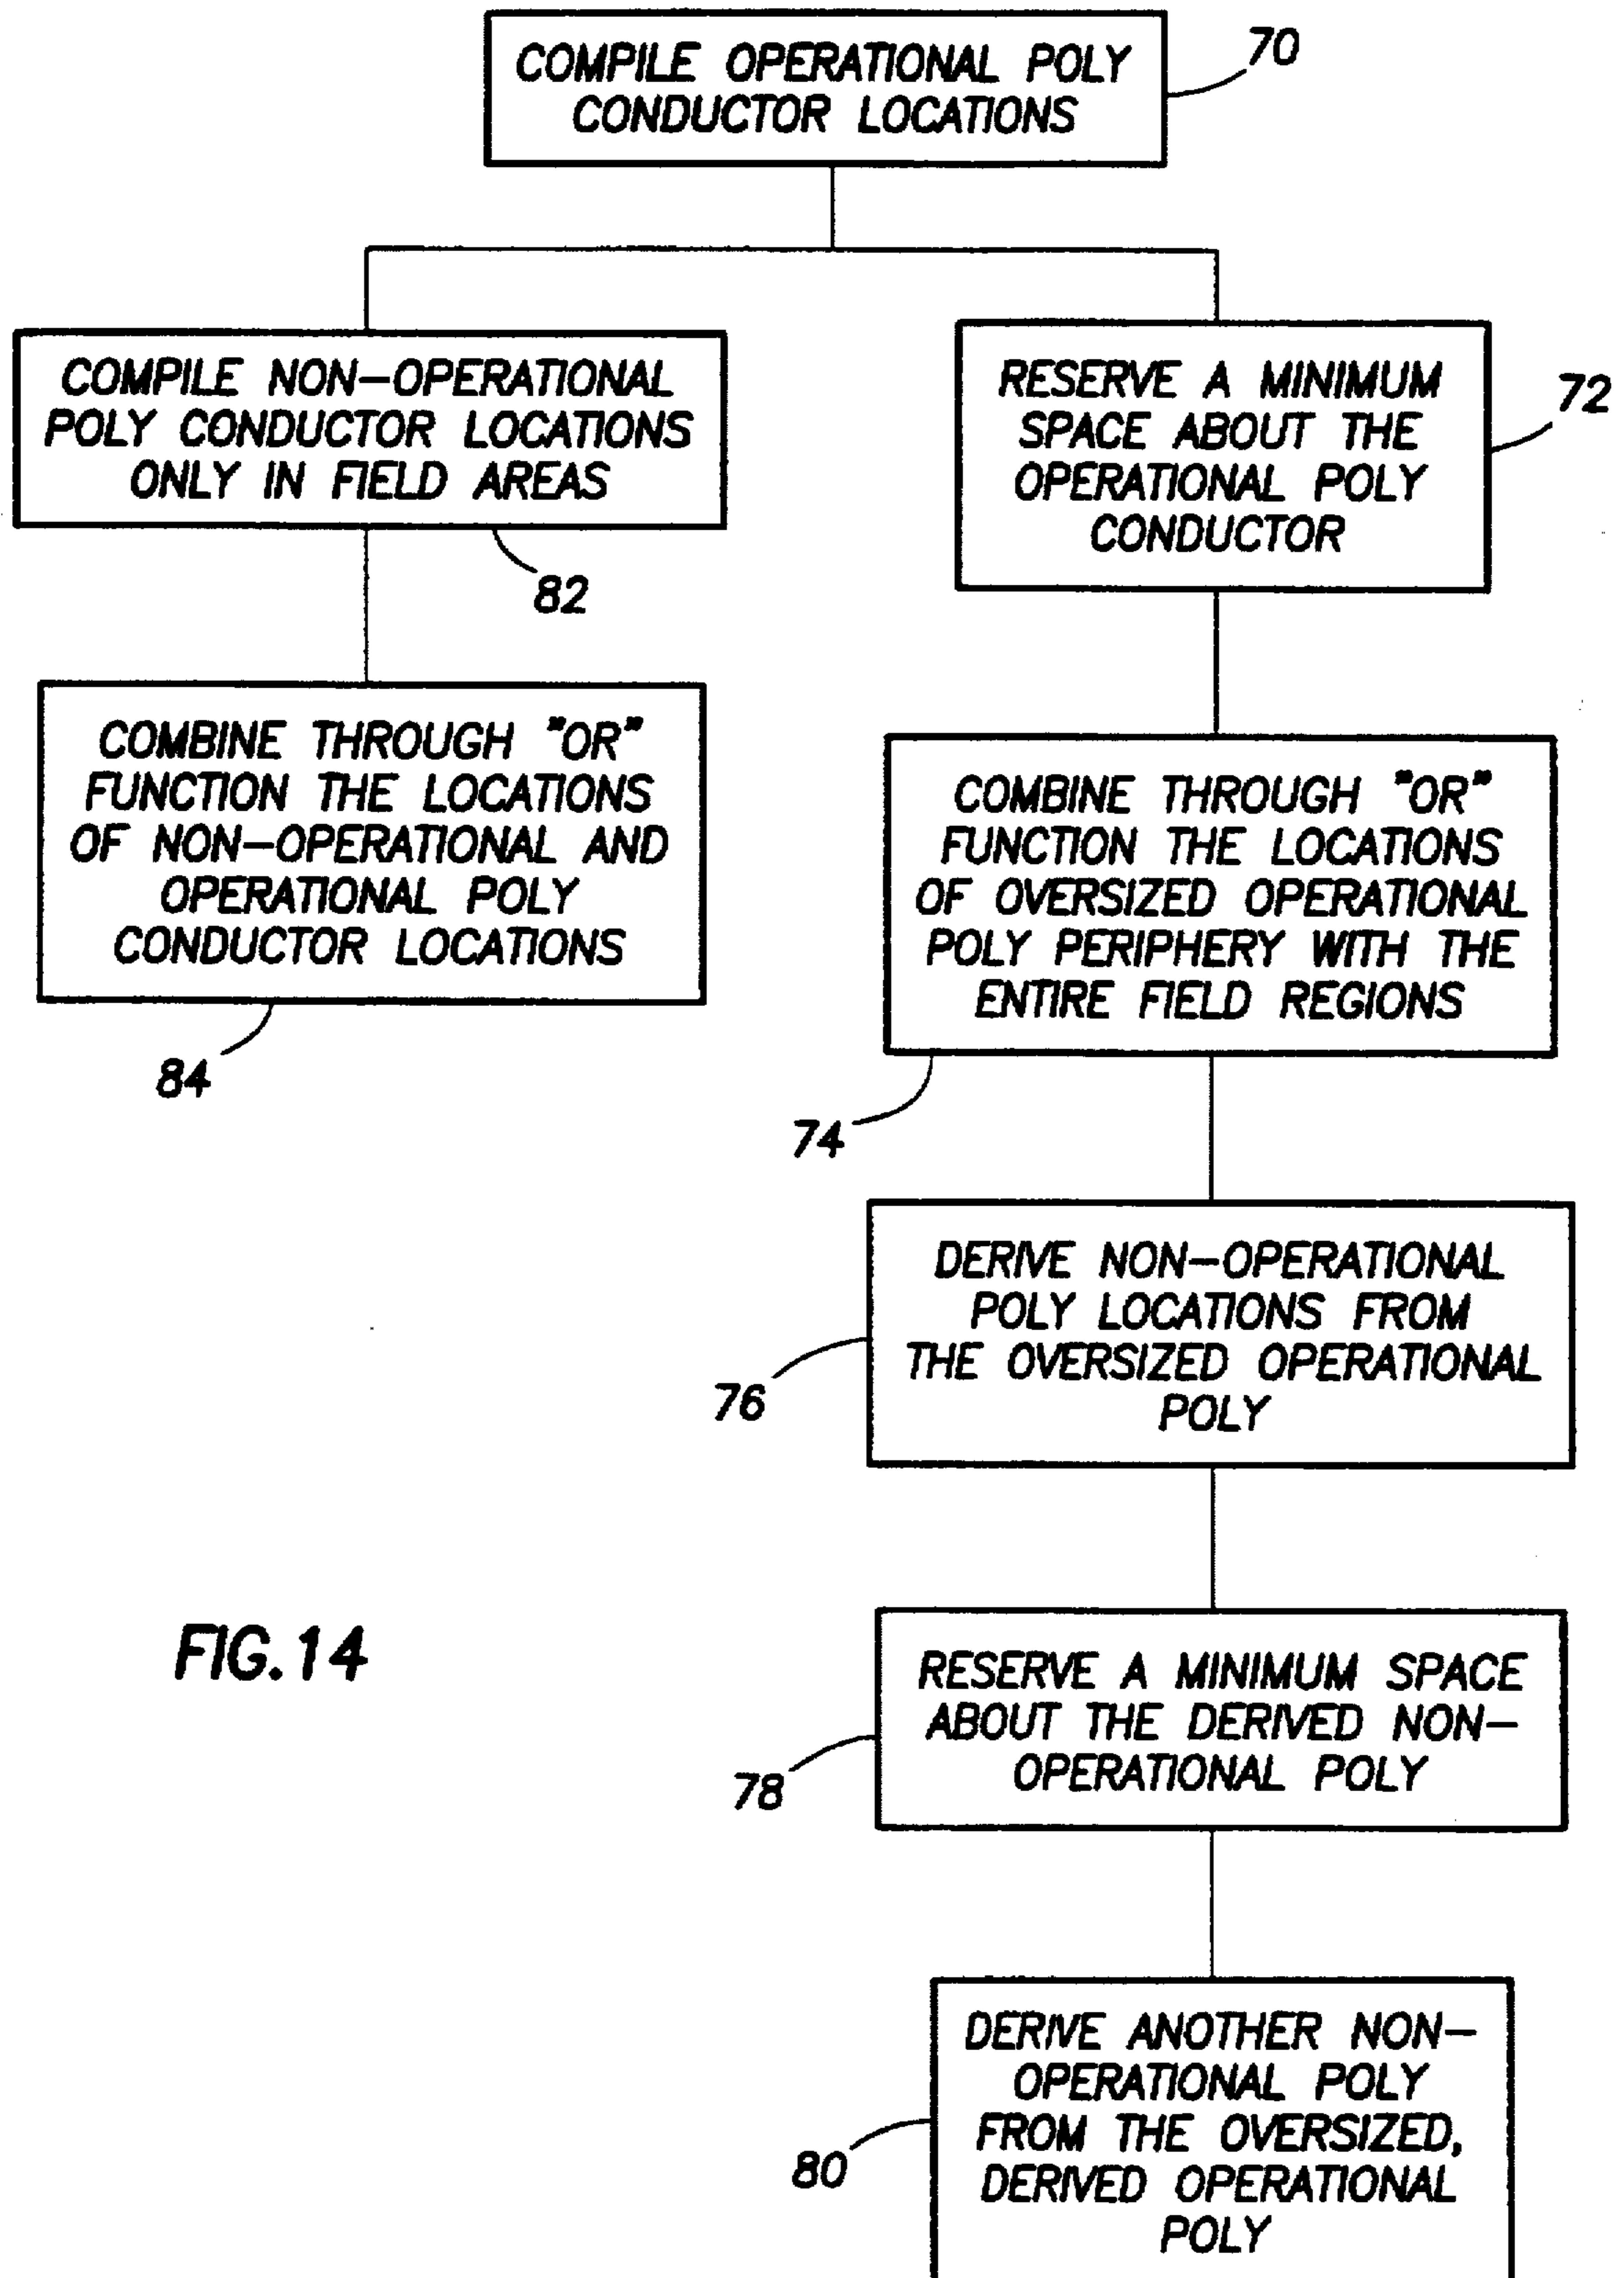 COMPILE OPERATIONAL POLY
CONDUCTOR LOCATIONS
70
COMPILE NON-OPERATIONAL
POLY CONDUCTOR LOCATIONS
ONLY IN FIELD AREAS
82
COMBINE THROUGH "OR"
FUNCTION THE LOCATIONS
OF NON-OPERATIONAL AND
OPERATIONAL POLY
CONDUCTOR LOCATIONS
84
RESERVE A MINIMUM
SPACE ABOUT THE
OPERATIONAL POLY
CONDUCTOR
72
COMBINE THROUGH "OR"
FUNCTION THE LOCATIONS
OF OVERSIZED OPERATIONAL
POLY PERIPHERY WITH THE
ENTIRE FIELD REGIONS
74
DERIVE NON-OPERATIONAL
POLY LOCATIONS FROM
THE OVERSIZED OPERATIONAL
POLY
76
RESERVE A MINIMUM SPACE
ABOUT THE DERIVED NON-
OPERATIONAL POLY
78
DERIVE ANOTHER NON-
OPERATIONAL POLY
FROM THE OVERSIZED,
DERIVED OPERATIONAL
POLY
80
FIG.14